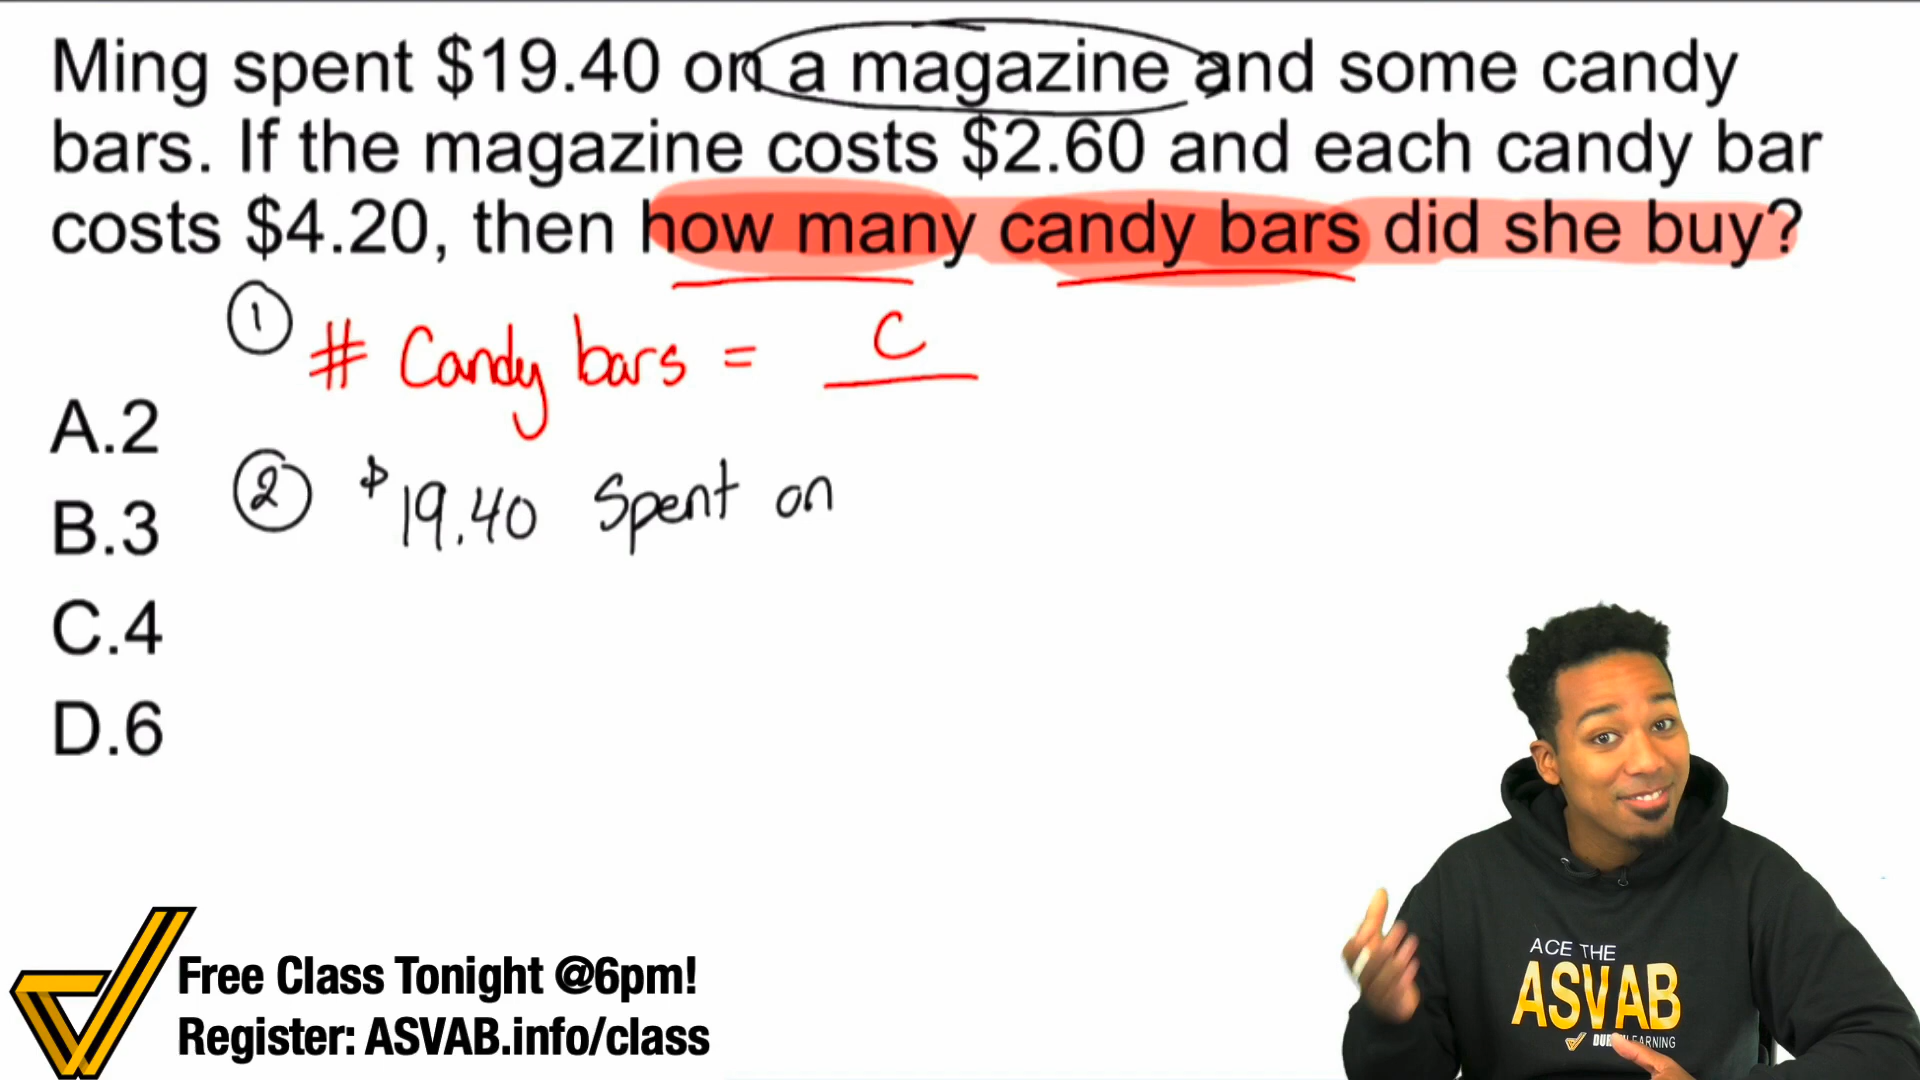 Ming spent $19.40 on a magazine and some candy
bars. If the magazine costs $2.60 and each candy bar
costs $4.20, then how many candy bars did she buy?
1 # Candy bars = C
A.2
2 $19.40 Spent on
B.3
C.4
D.6
Free Class Tonight @6pm!
Register: ASVAB.info/class
ACE THE
ASVAB